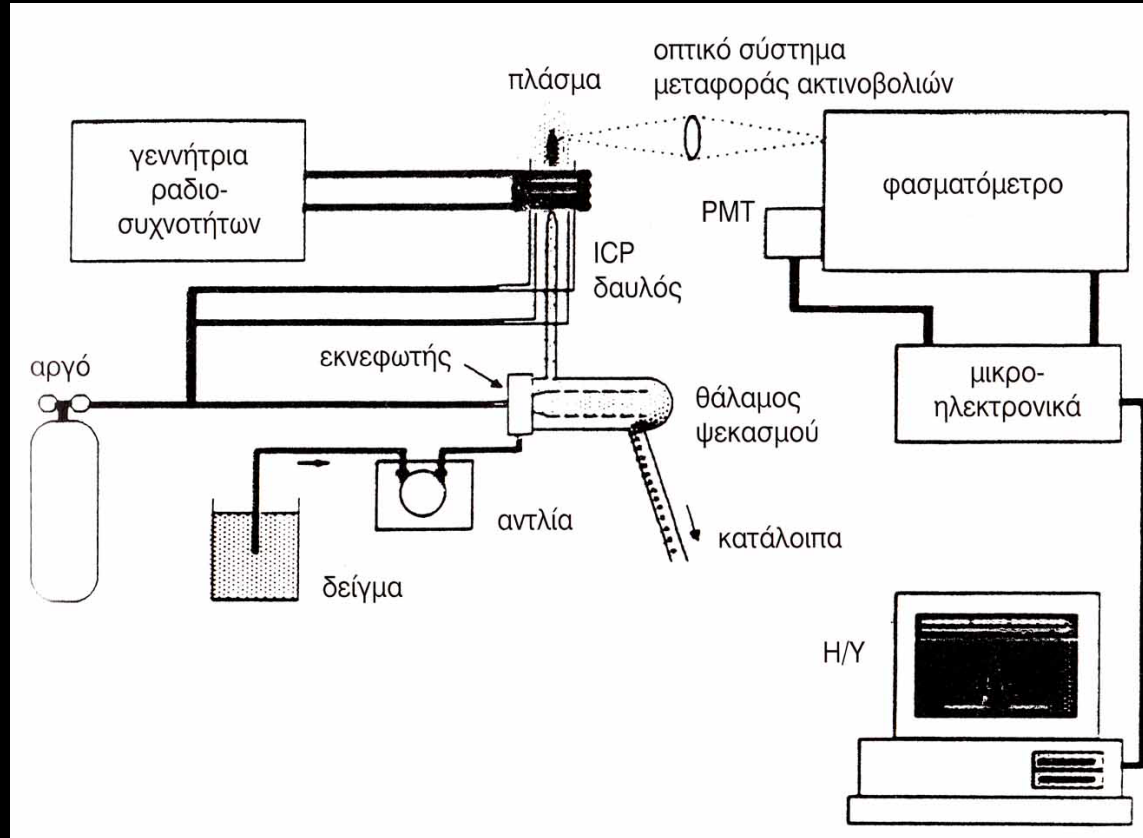 πλάσμα
οπτικό σύστημα
μεταφοράς ακτινοβολιών
γεννήτρια
ραδιο-
συχνοτήτων
φασματόμετρο
PMT
ICP
δαυλός
αργό
εκνεφωτής
θάλαμος
ψεκασμού
μικρο-
ηλεκτρονικά
αντλία
δείγμα
κατάλοιπα
Η/Υ